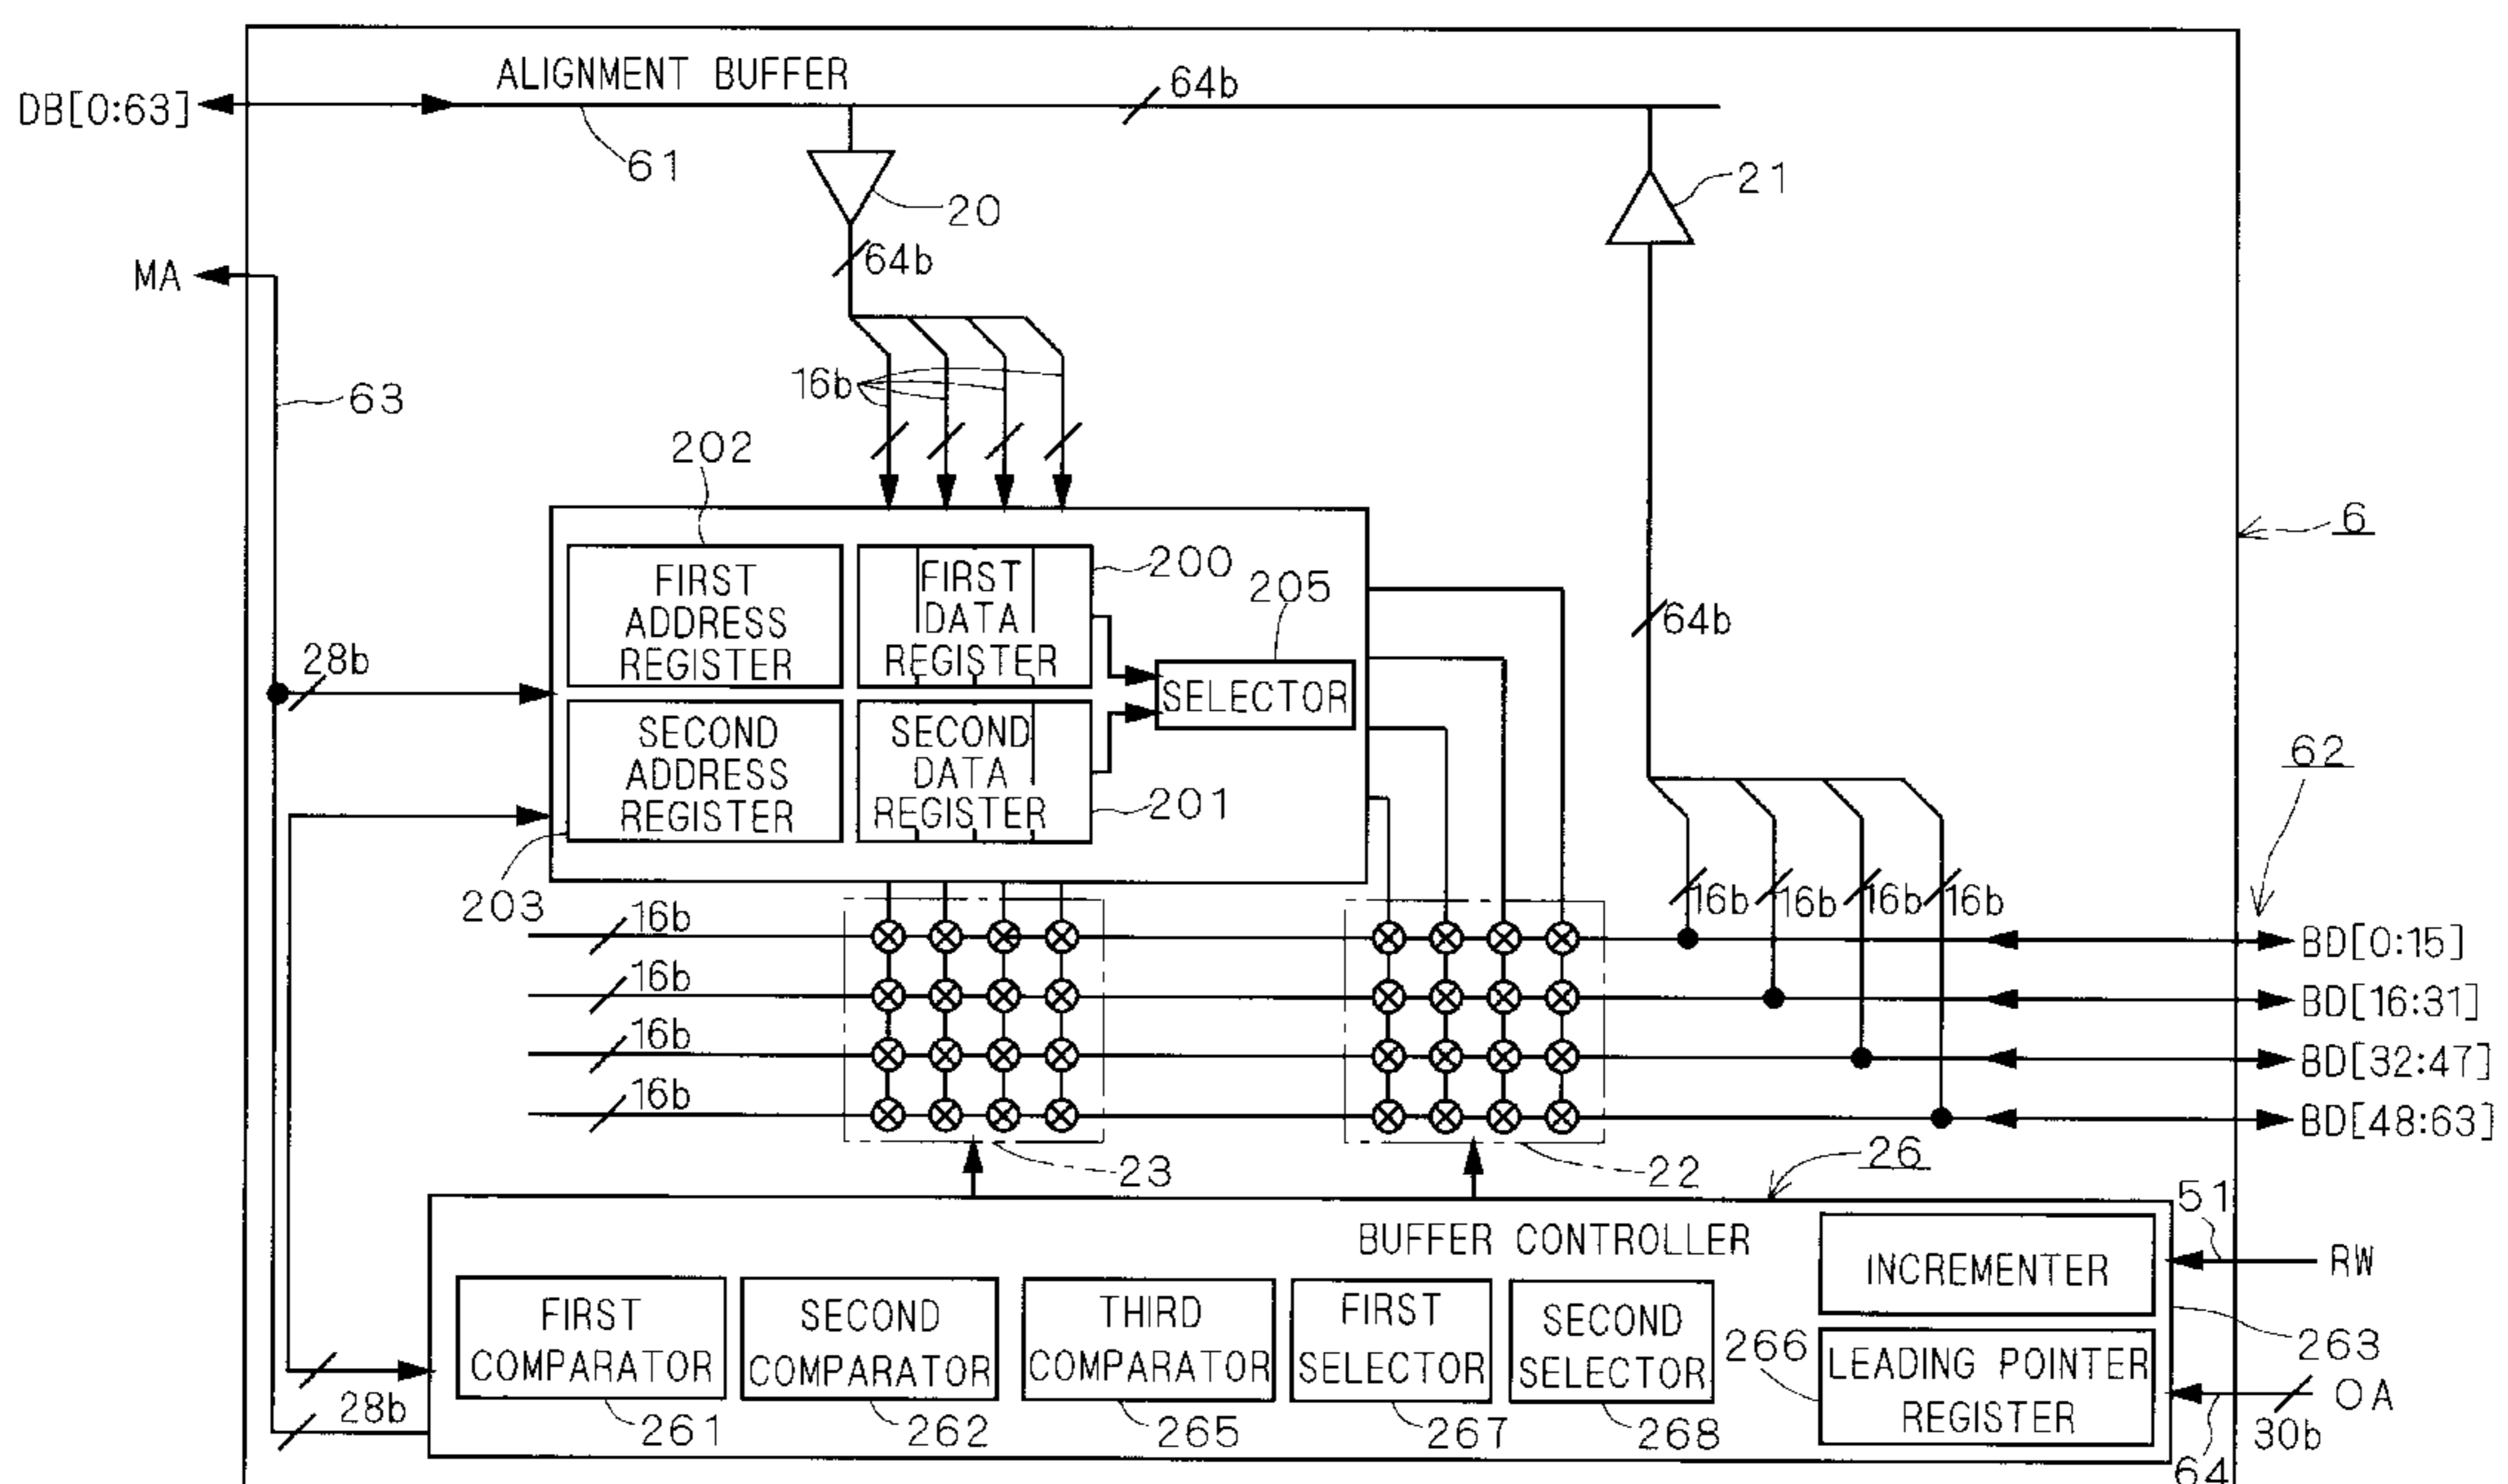 ALIGNMENT BUFFER
64b
DB[0:63]
61
20
21
64b
MA
16b
63
202
6
FIRST
ADDRESS
REGISTER
FIRST
DATA
REGISTER
200
205
64b
28b
SELECTOR
SECOND
ADDRESS
REGISTER
SECOND
DATA
REGISTER
201
62
203
16b
16b
16b
16b
16b
BD[0:15]
16b
BD[16:31]
16b
BD[32:47]
16b
BD[48:63]
23
22
26
51
BUFFER CONTROLLER
INCREMENTER
RW
FIRST
COMPARATOR
SECOND
COMPARATOR
THIRD
COMPARATOR
FIRST
SELECTOR
SECOND
SELECTOR
266
LEADING POINTER
REGISTER
263
OA
28b
261
262
265
267
268
30b
64